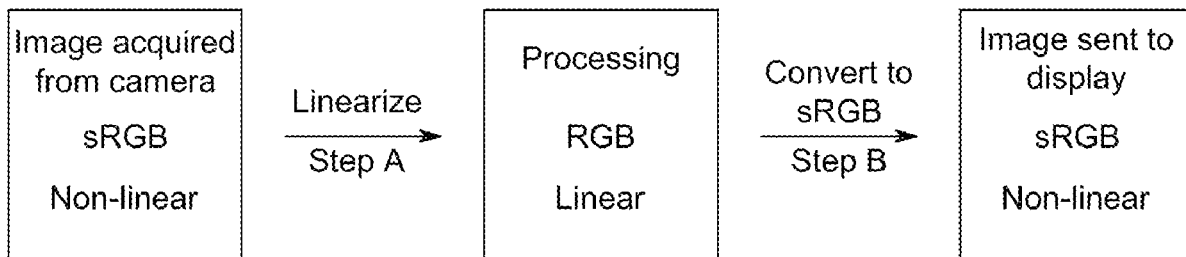 Image acquired
from camera
sRGB
Non-linear
Linearize
Step A
Processing
RGB
Linear
Convert to
sRGB
Step B
Image sent to
display
sRGB
Non-linear